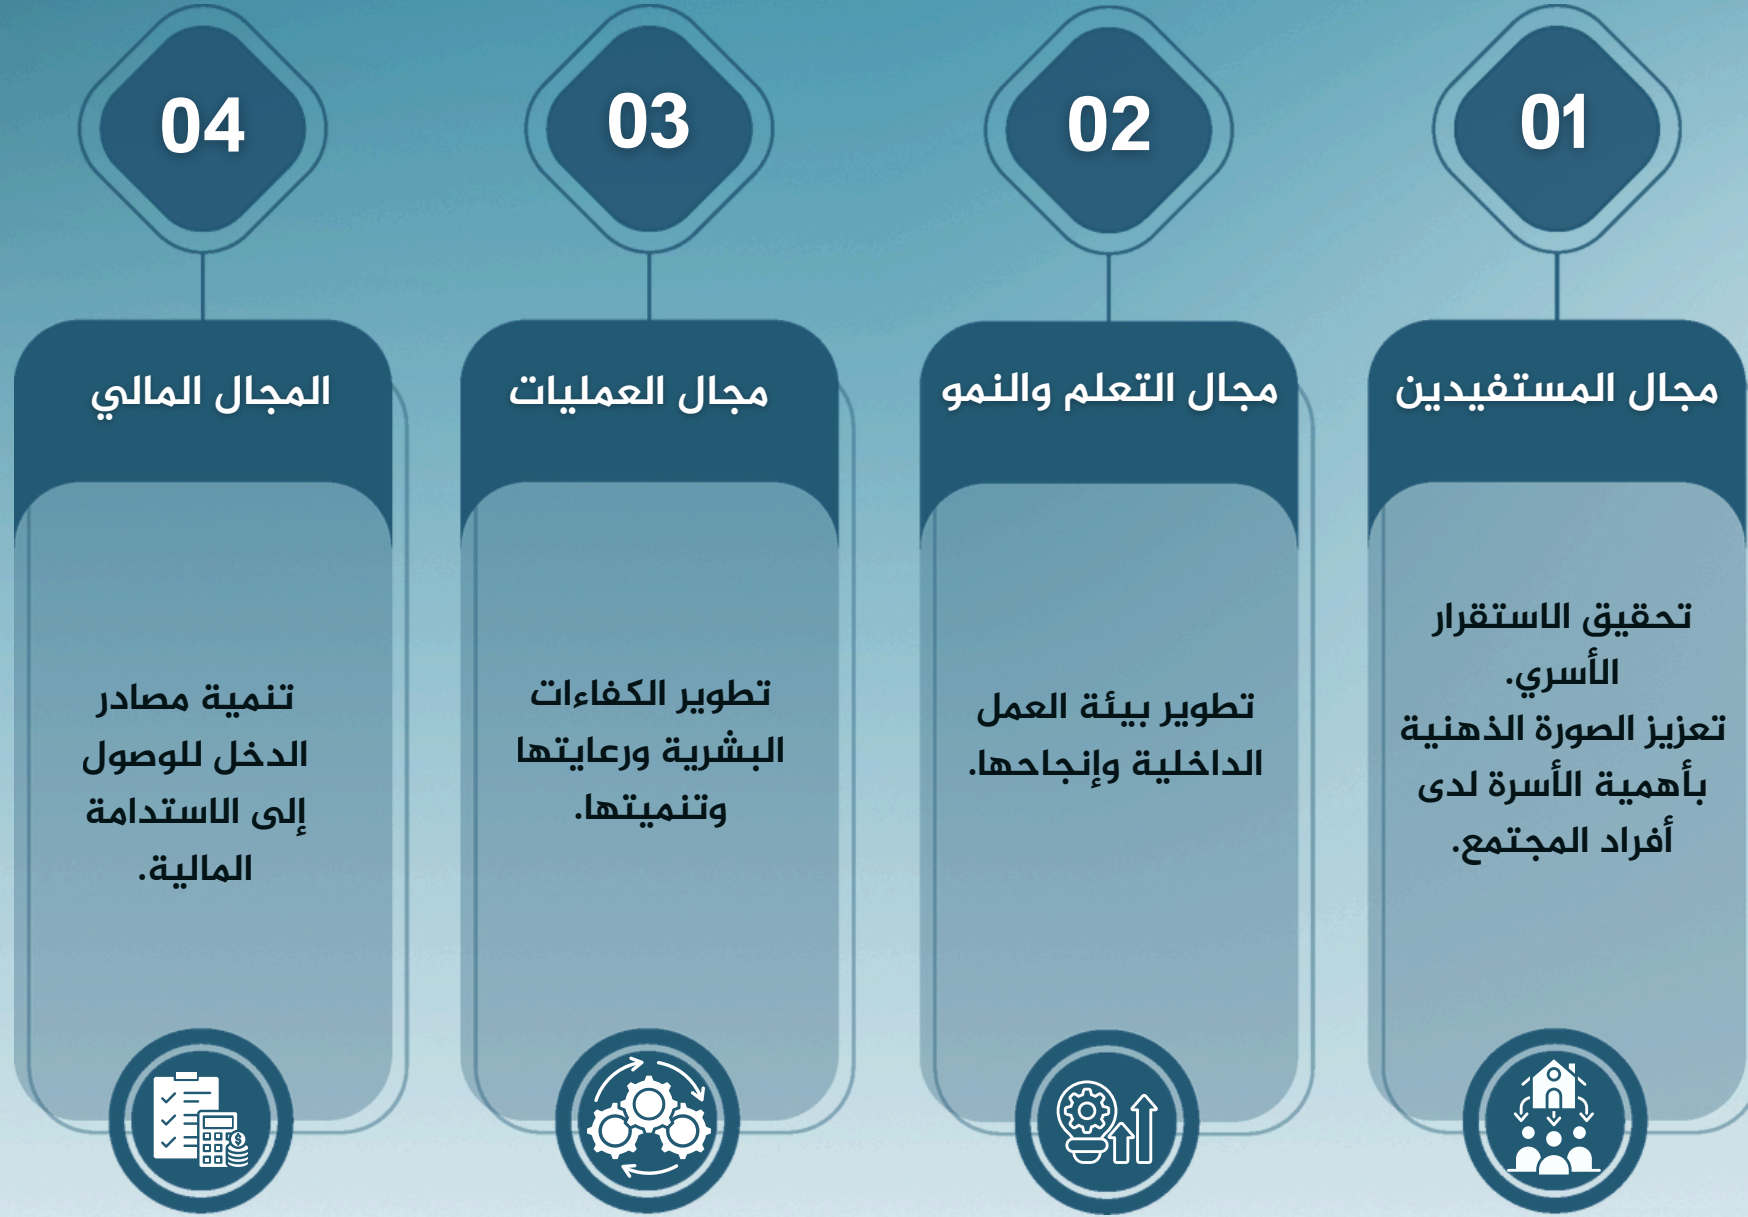 01
مجال المستفيدين
تحقيق الاستقرار
الأسري.
تعزيز الصورة الذهنية
بأهمية الأسرة لدى
أفراد المجتمع.
02
مجال التعلم والنمو
تطوير بيئة العمل
الداخلية وإنجاحها.
03
مجال العمليات
تطوير الكفاءات
البشرية ورعايتها
وتنميتها.
04
المجال المالي
تنمية مصادر
الدخل للوصول
إلى الاستدامة
المالية.
$